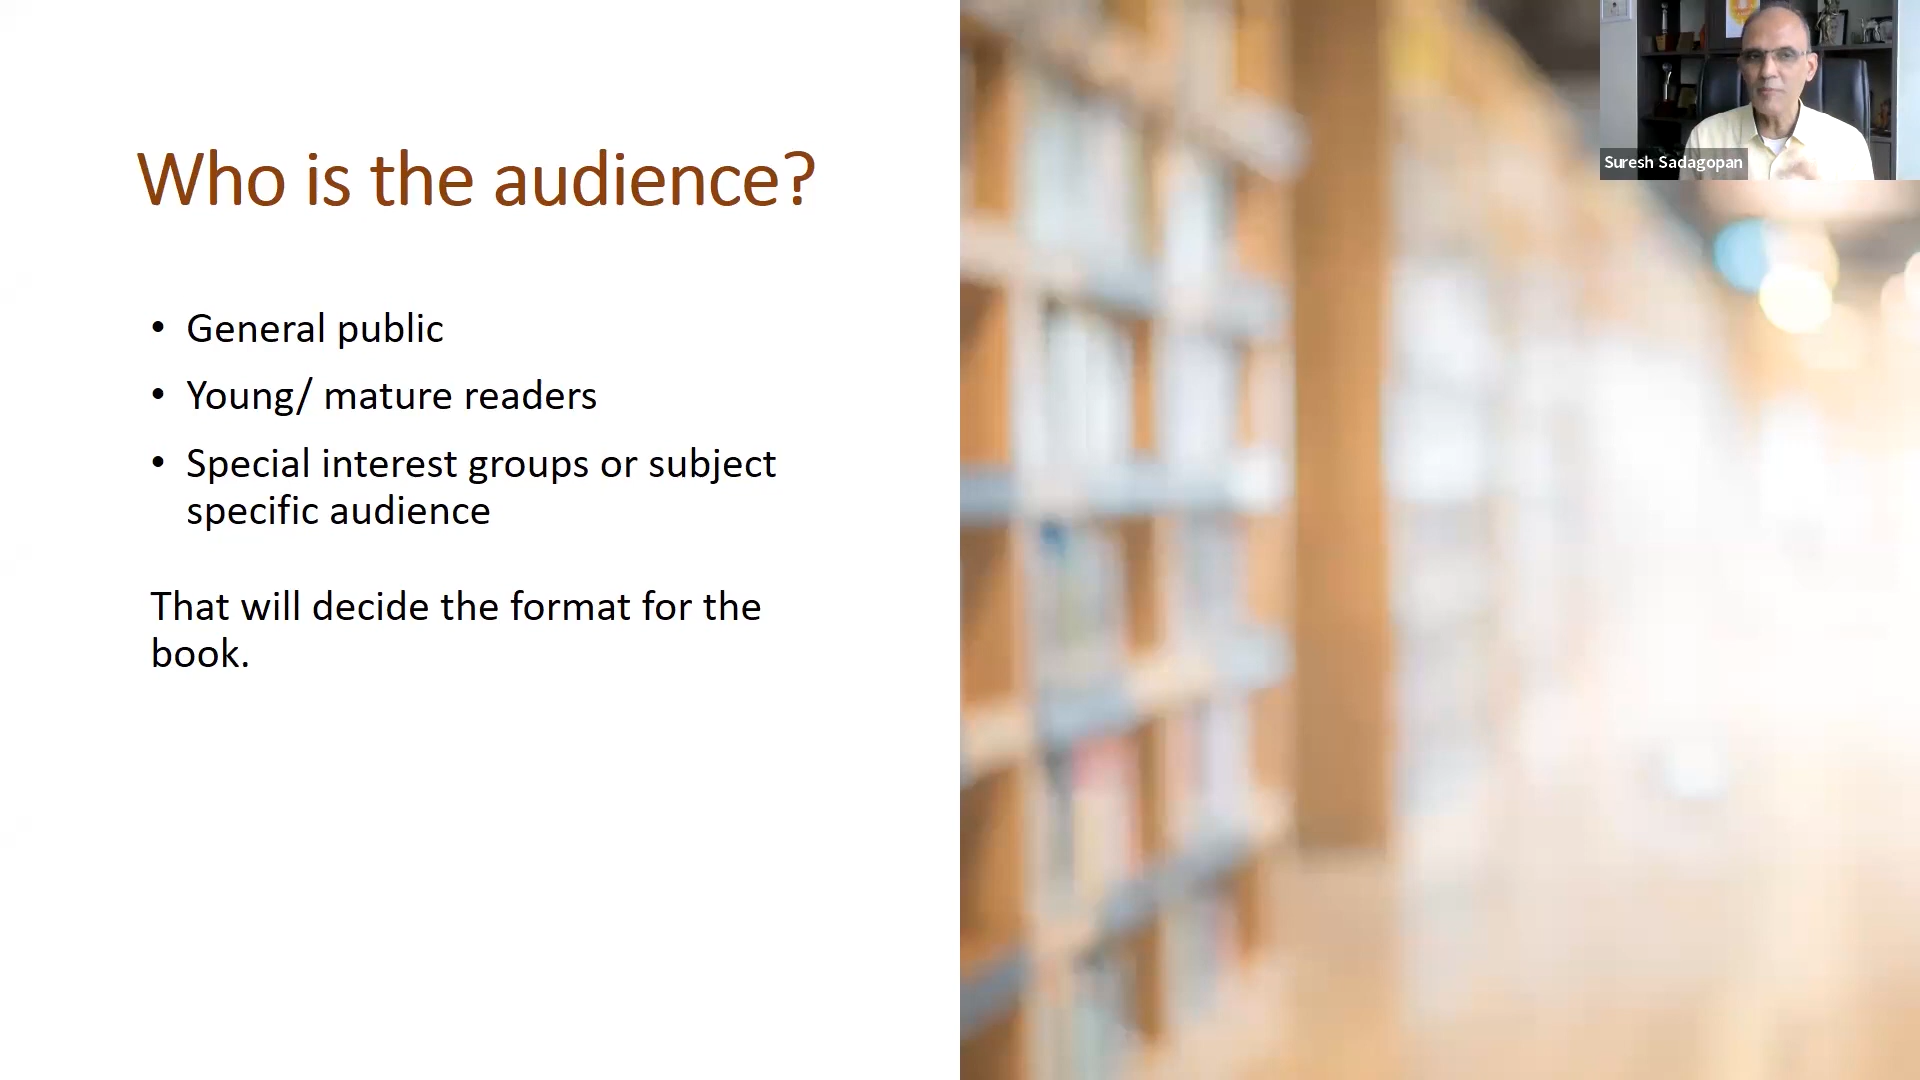 Who is the audience?
• General public
• Young/ mature readers
• Special interest groups or subject
specific audience
That will decide the format for the
book.
Suresh Sadagopan